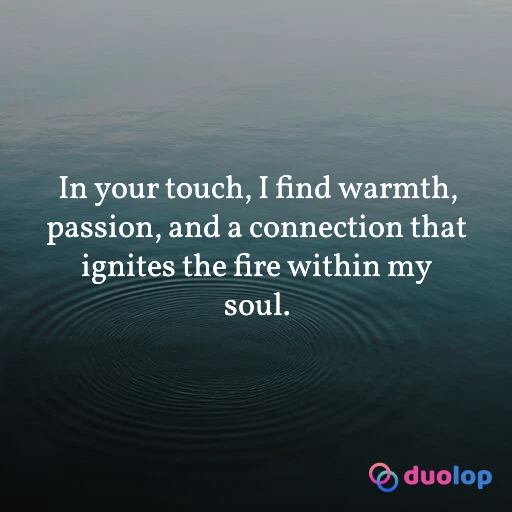 In your touch, I find warmth,
passion, and a connection that
ignites the fire within my
soul.
duolop